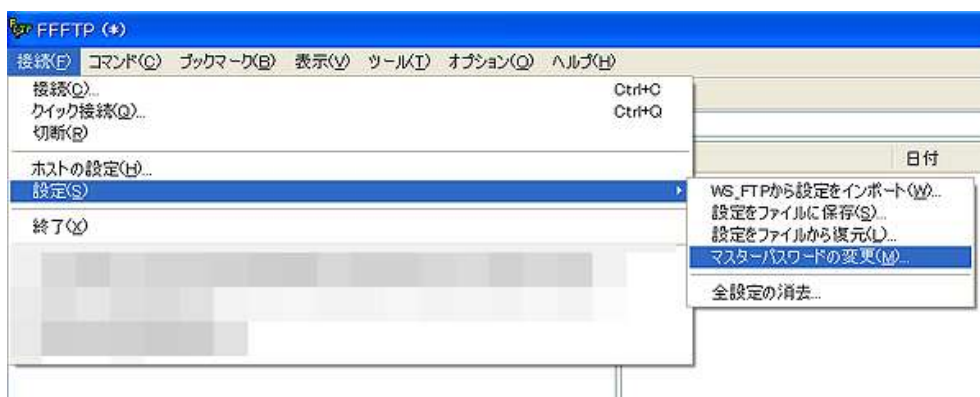 FFFTP (*)
接続(F) コマンド(C) ブックマーク(B) 表示(V) ツール(T) オプション(O) ヘルプ(H)
接続(C)... Ctrl+C
クイック接続(Q)... Ctrl+Q
切断(R)
ホストの設定(H)...
設定(S)
終了(X)
日付
WS_FTPから設定をインポート(W)...
設定をファイルに保存(S)...
設定をファイルから復元(L)...
マスターパスワードの変更(M)...
全設定の消去...